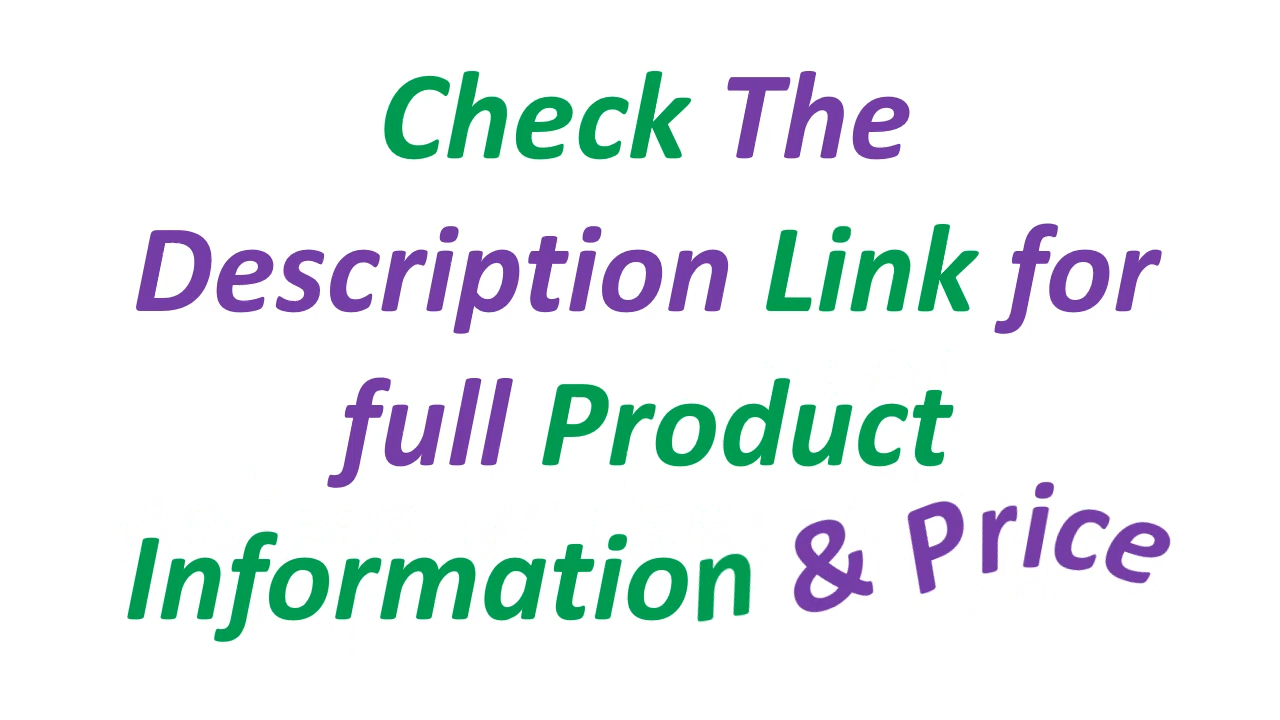 Check The
Description Link for
full Product
Information & Price